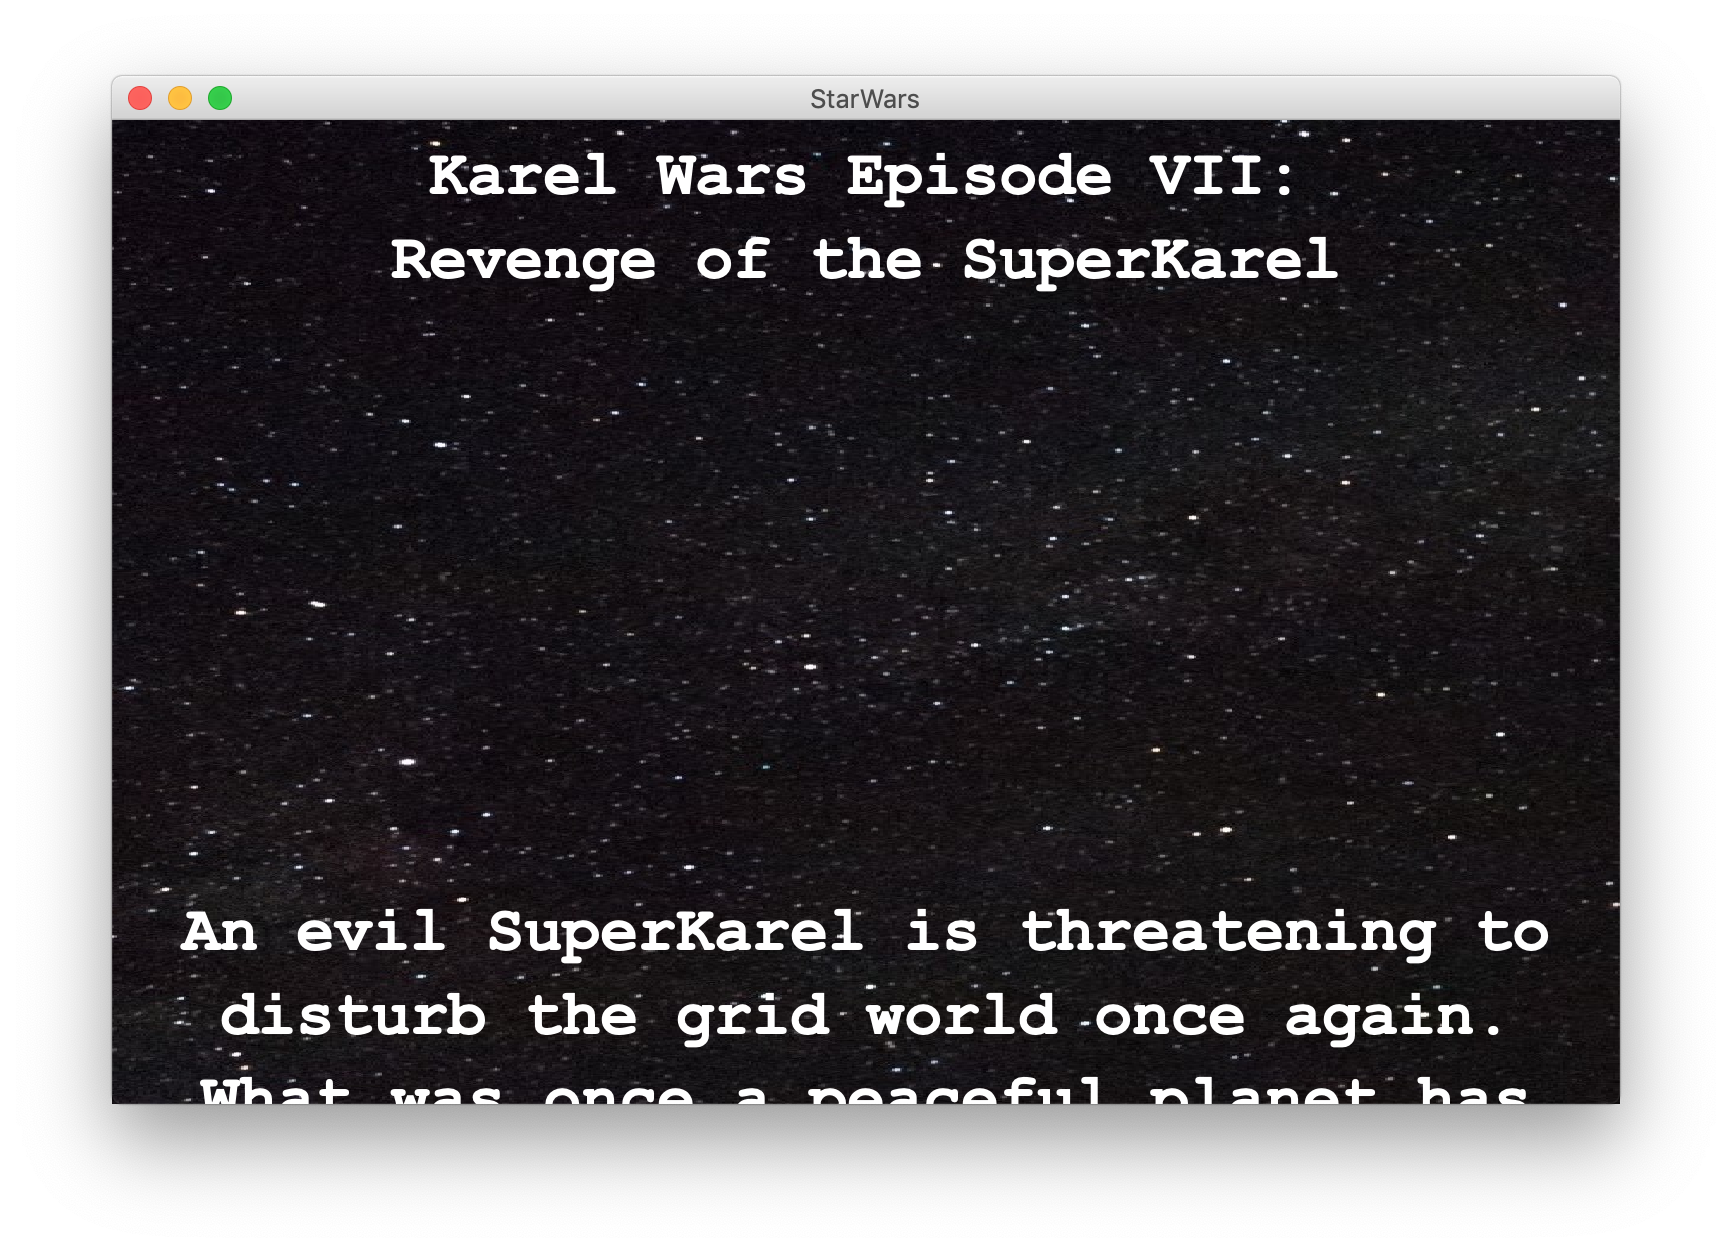 StarWars
Karel Wars Episode VII:
Revenge of the SuperKarel
An evil SuperKarel is threatening to
disturb the grid world once again.
What was once a peaceful planet has